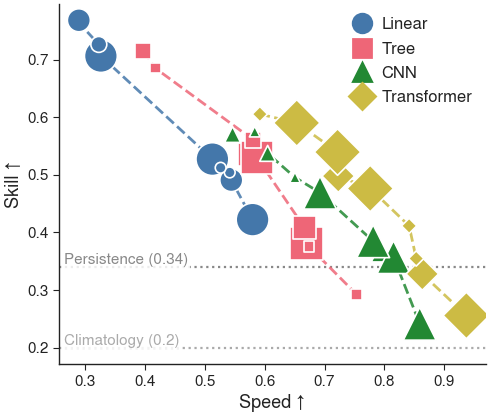 Linear
Tree
CNN
Transformer
Skill ↑
0.7
0.6
0.5
0.4
0.3
0.2
Persistence (0.34)
Climatology (0.2)
0.3
0.4
0.5
0.6
0.7
0.8
0.9
Speed ↑